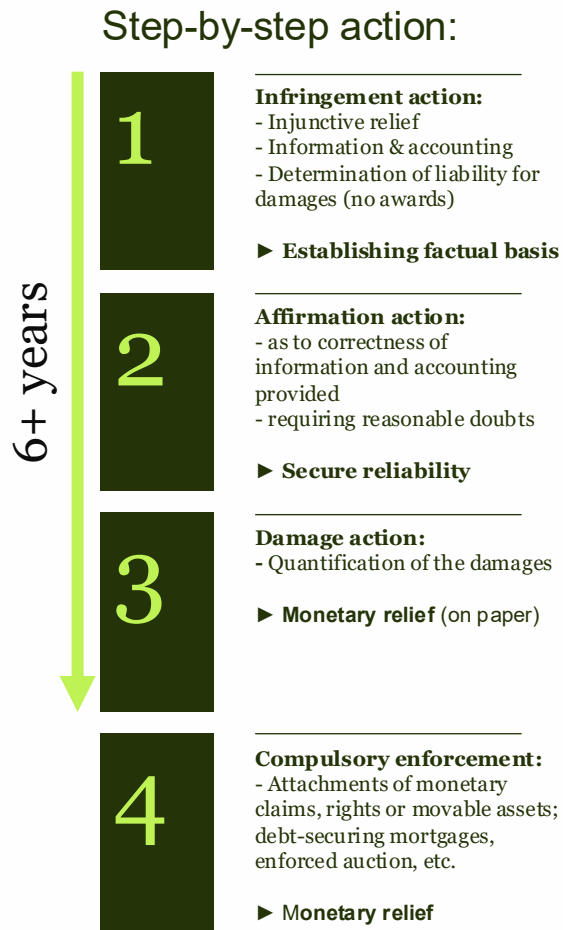 Step-by-step action:
6+ years
1
Infringement action:
- Injunctive relief
- Information & accounting
- Determination of liability for
damages (no awards)
► Establishing factual basis
2
Affirmation action:
- as to correctness of
information and accounting
provided
- requiring reasonable doubts
► Secure reliability
3
Damage action:
- Quantification of the damages
► Monetary relief (on paper)
4
Compulsory enforcement:
- Attachments of monetary
claims, rights or movable assets;
debt-securing mortgages,
enforced auction, etc.
► Monetary relief